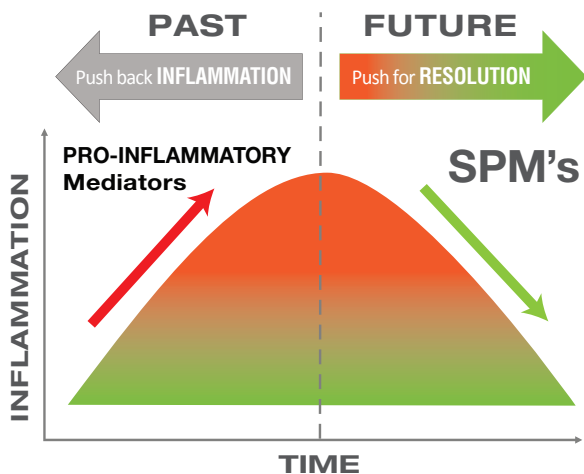 PAST
FUTURE
Push back INFLAMMATION
Push for RESOLUTION
PRO-INFLAMMATORY
Mediators
SPM's
INFLAMMATION
TIME